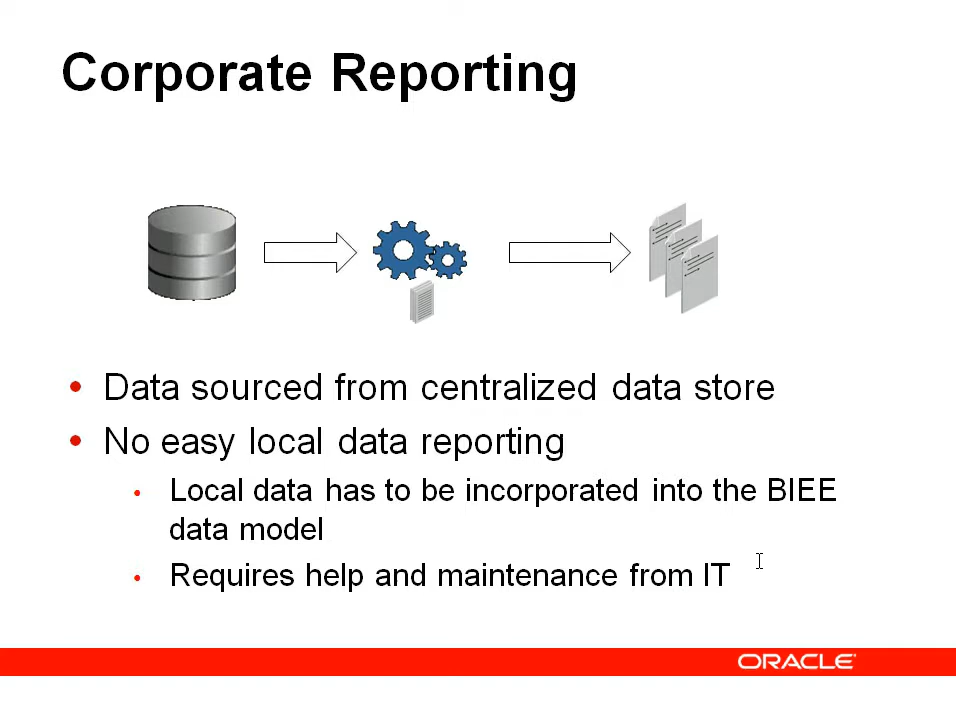 Corporate Reporting
• Data sourced from centralized data store
• No easy local data reporting
• Local data has to be incorporated into the BIEE
data model
• Requires help and maintenance from IT
ORACLE